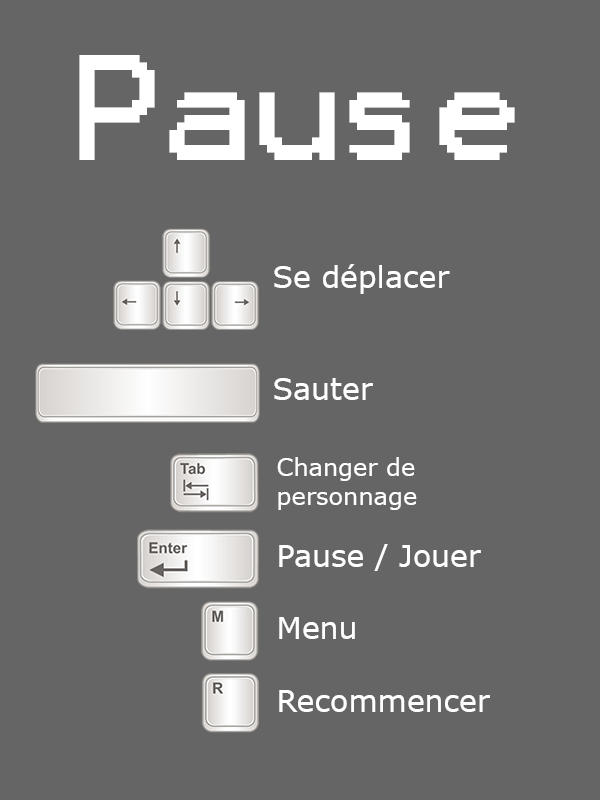 Pause
↑
← ↓ →
Se déplacer
Sauter
Tab
Changer de
personnage
Enter
Pause / Jouer
M
Menu
R
Recommencer